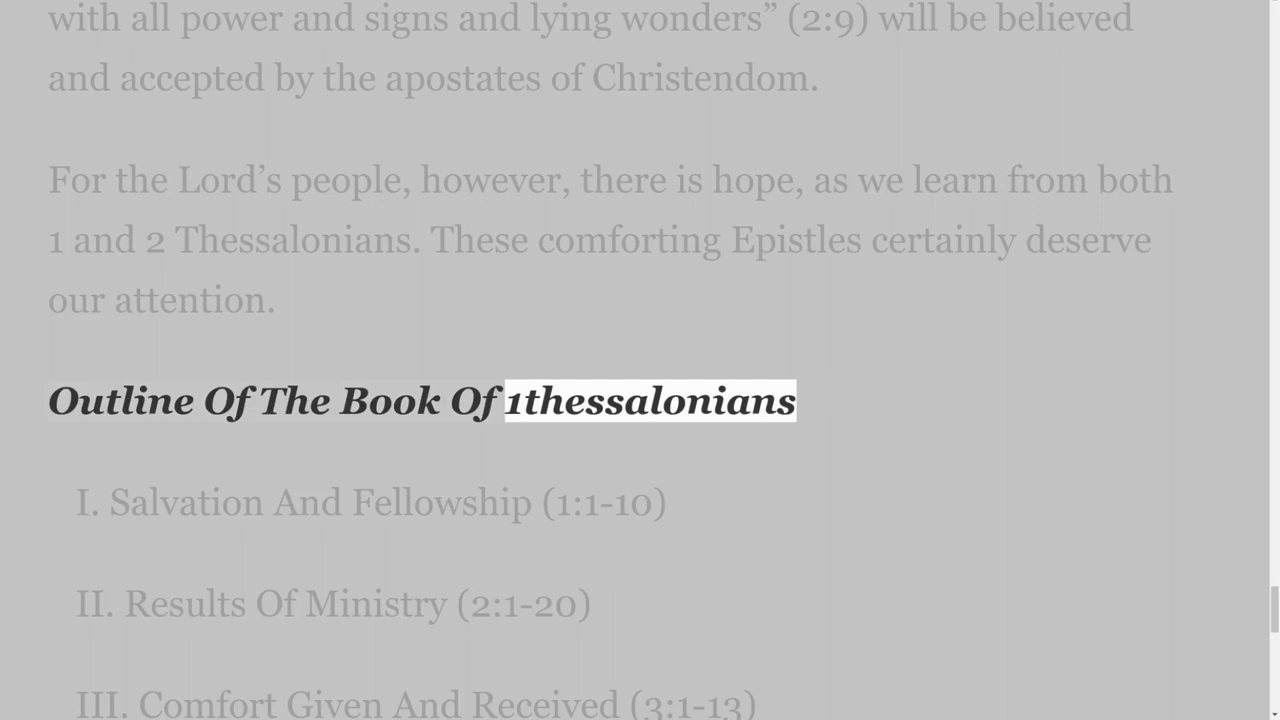 with all power and signs and lying wonders” (2:9) will be believed
and accepted by the apostates of Christendom.
For the Lord’s people, however, there is hope, as we learn from both
1 and 2 Thessalonians. These comforting Epistles certainly deserve
our attention.
Outline Of The Book Of 1thessalonians
I. Salvation And Fellowship (1:1-10)
II. Results Of Ministry (2:1-20)
III. Comfort Given And Received (3:1-13)